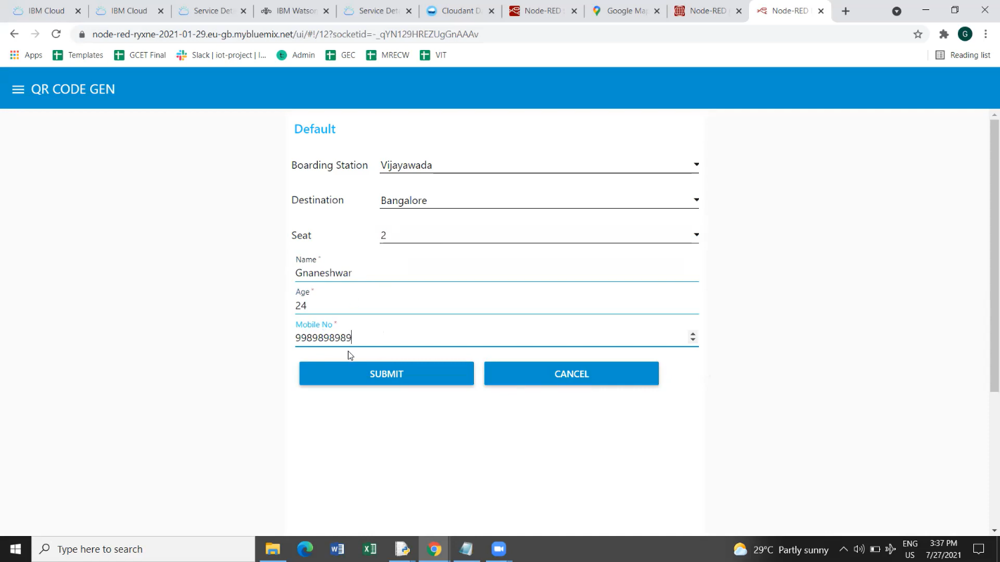 IBM Cloud
IBM Cloud
Service Det
IBM Watson
Service Det
Cloudant D
Node-RED
Google Ma
Node-RED
Node-RED
node-red-ryxne-2021-01-29.eu-gb.mybluemix.net/ui/#!/12?socketid=-_qYN129HREZUgGnAAAv
G
Apps
Templates
GCET Final
Slack | iot-project | I...
Admin
GEC
MRECW
VIT
Reading list
QR CODE GEN
Default
Boarding Station
Vijayawada
Destination
Bangalore
Seat
2
Name *
Gnaneshwar
Age *
24
Mobile No *
9989898989
SUBMIT
CANCEL
Type here to search
29°C Partly sunny
ENG
US
3:37 PM
7/27/2021